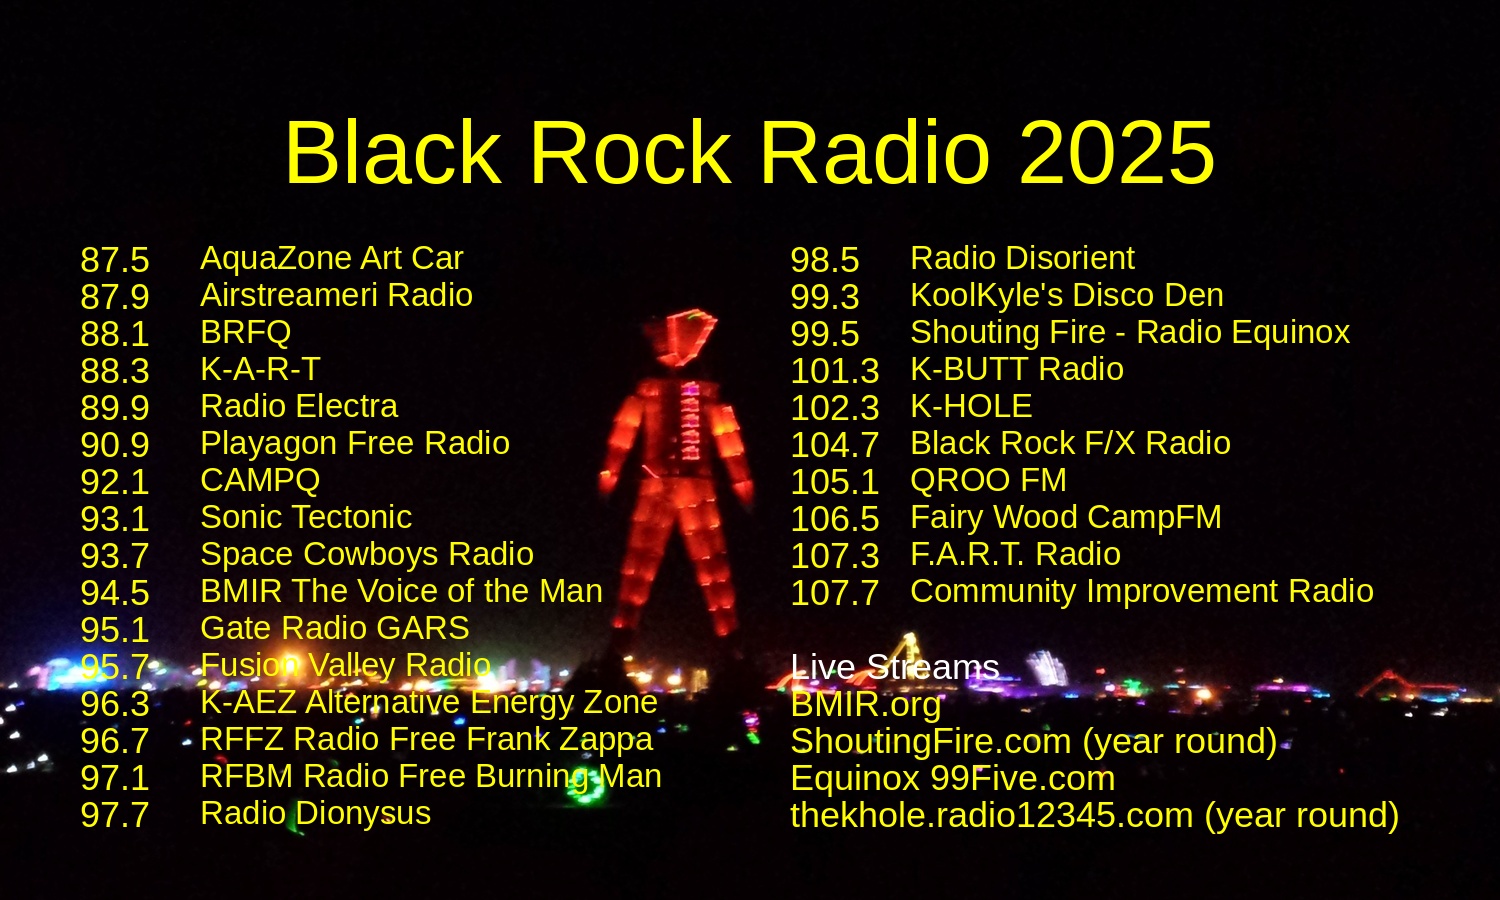 Black Rock Radio 2025
87.5 AquaZone Art Car
87.9 Airstreameri Radio
88.1 BRFQ
88.3 K-A-R-T
89.9 Radio Electra
90.9 Playagon Free Radio
92.1 CAMPQ
93.1 Sonic Tectonic
93.7 Space Cowboys Radio
94.5 BMIR The Voice of the Man
95.1 Gate Radio GARS
95.7 Fusion Valley Radio
96.3 K-AEZ Alternative Energy Zone
96.7 RFFZ Radio Free Frank Zappa
97.1 RFBM Radio Free Burning Man
97.7 Radio Dionysus
98.5 Radio Disorient
99.3 KoolKyle's Disco Den
99.5 Shouting Fire - Radio Equinox
101.3 K-BUTT Radio
102.3 K-HOLE
104.7 Black Rock F/X Radio
105.1 QROO FM
106.5 Fairy Wood CampFM
107.3 F.A.R.T. Radio
107.7 Community Improvement Radio
Live Streams
BMIR.org
ShoutingFire.com (year round)
Equinox 99Five.com
thekhole.radio12345.com (year round)